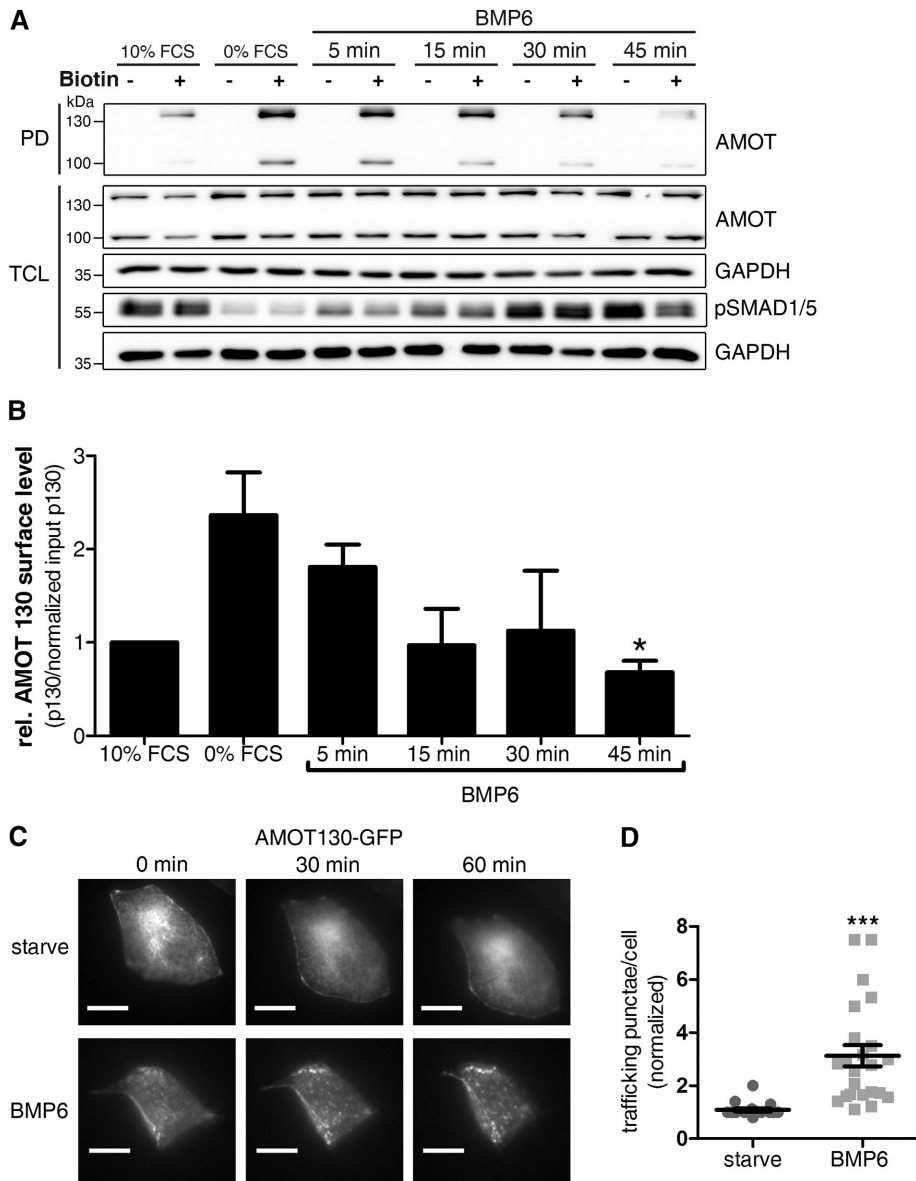 A
BMP6
10% FCS 0% FCS 5 min 15 min 30 min 45 min
Biotin - + - + - + - + - + - +
kDa
PD
130
100
AMOT
TCL
130
100
AMOT
35
GAPDH
55
pSMAD1/5
35
GAPDH
B
rel. AMOT 130 surface level
(p130/normalized input p130)
3
2
1
0
*
10% FCS 0% FCS 5 min 15 min 30 min 45 min
BMP6
C
AMOT130-GFP
0 min 30 min 60 min
starve
BMP6
D
trafficking punctae/cell
(normalized)
8
6
4
2
0
***
starve BMP6